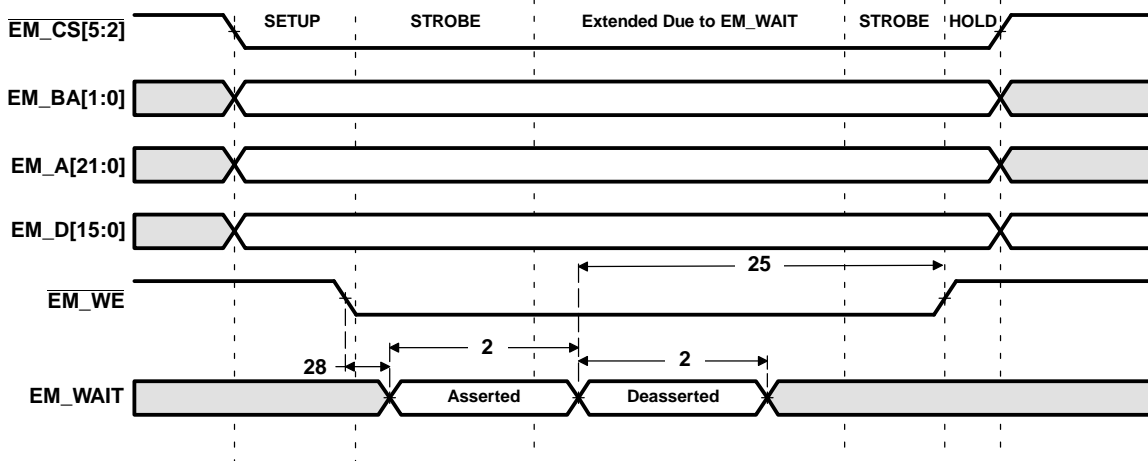 EM_CS[5:2]
SETUP
STROBE
Extended Due to EM_WAIT
STROBE
HOLD
EM_BA[1:0]
EM_A[21:0]
EM_D[15:0]
25
EM_WE
2
2
28
EM_WAIT
Asserted
Deasserted